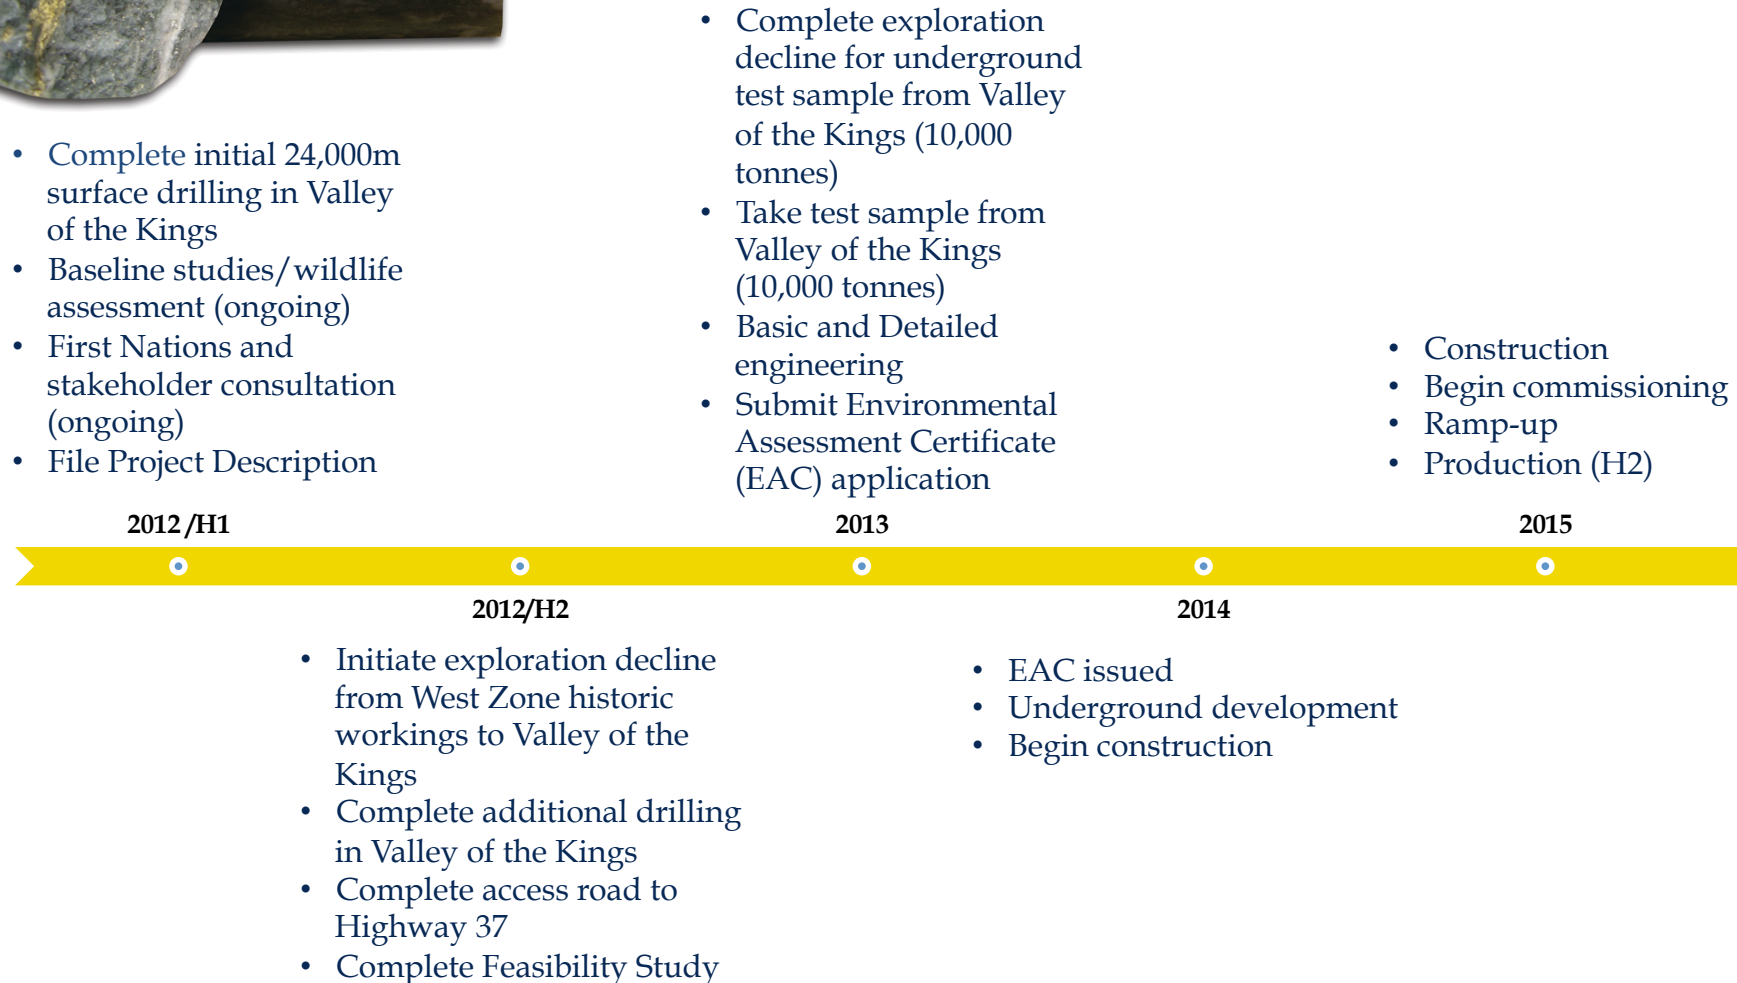 • Complete initial 24,000m
surface drilling in Valley
of the Kings
• Baseline studies/wildlife
assessment (ongoing)
• First Nations and
stakeholder consultation
(ongoing)
• File Project Description
2012 /H1
2012/H2
• Initiate exploration decline
from West Zone historic
workings to Valley of the
Kings
• Complete additional drilling
in Valley of the Kings
• Complete access road to
Highway 37
• Complete Feasibility Study
• Complete exploration
decline for underground
test sample from Valley
of the Kings (10,000
tonnes)
• Take test sample from
Valley of the Kings
(10,000 tonnes)
• Basic and Detailed
engineering
• Submit Environmental
Assessment Certificate
(EAC) application
2013
2014
• EAC issued
• Underground development
• Begin construction
• Construction
• Begin commissioning
• Ramp-up
• Production (H2)
2015